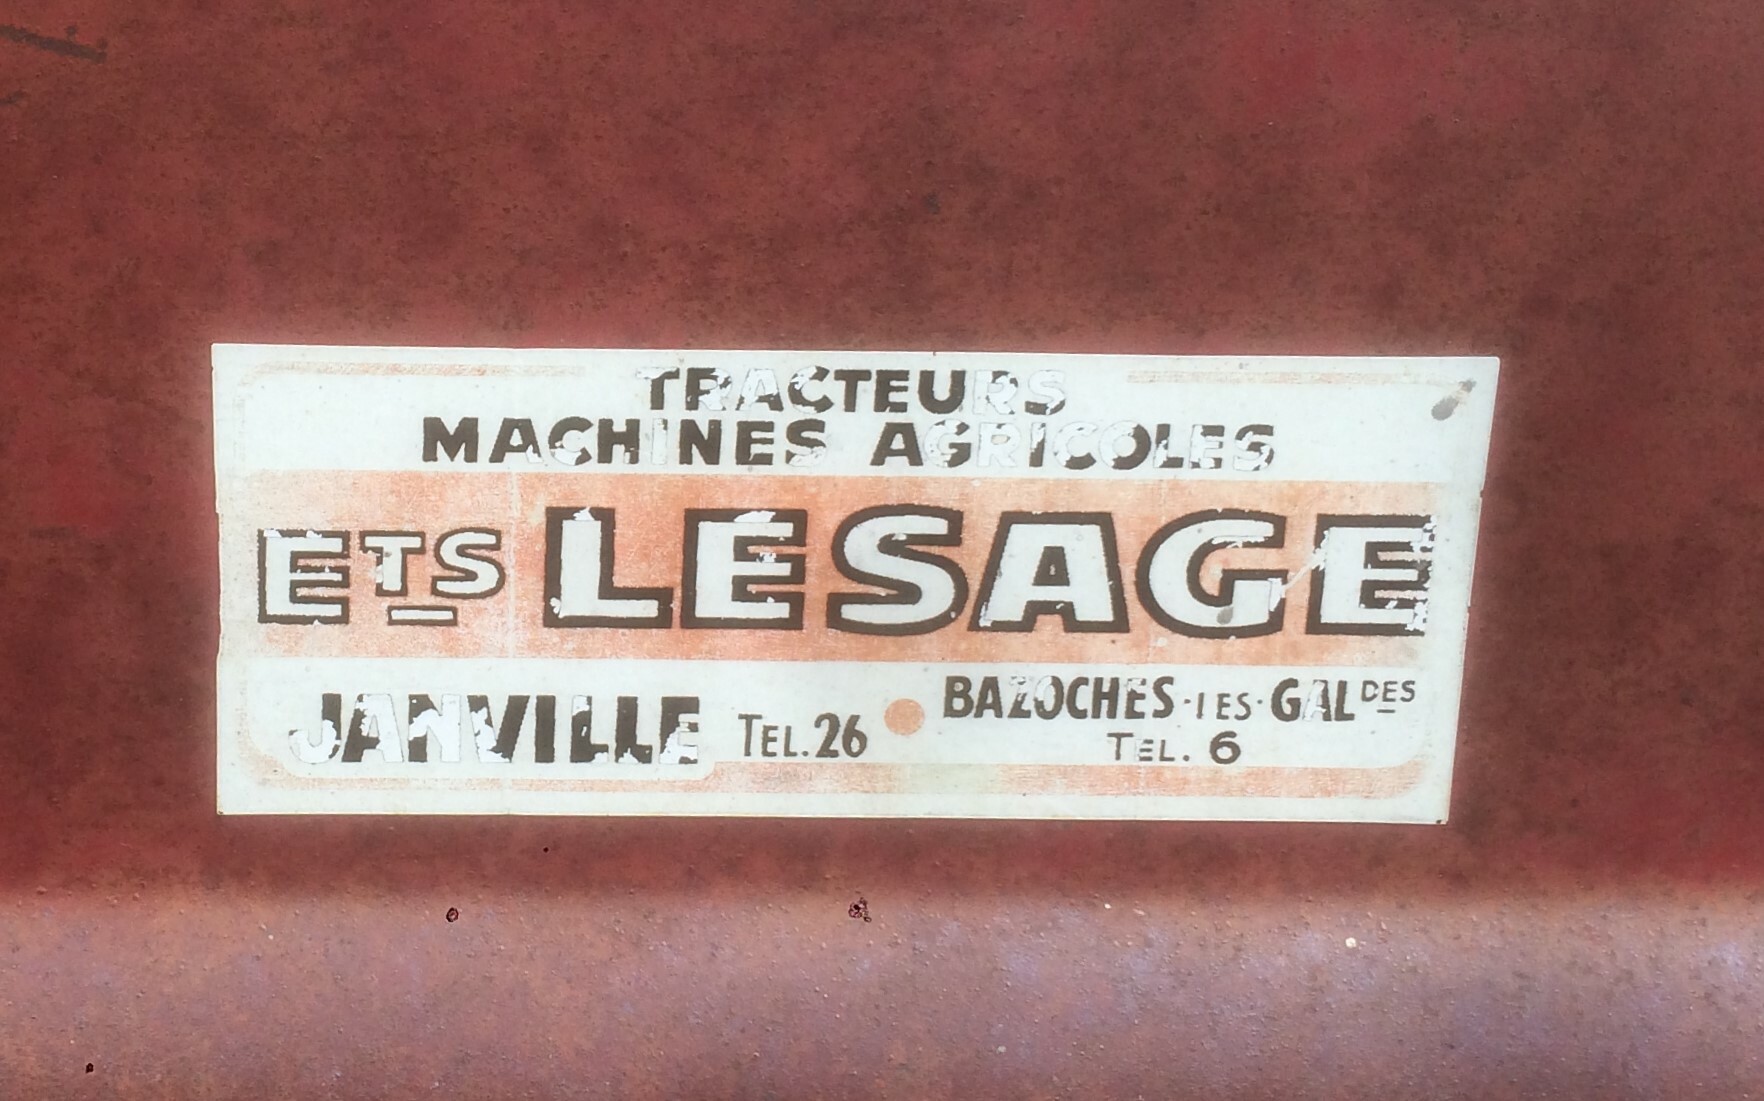 TRACTEURS
MACHINES AGRICOLES
ETS LESAGE
JANVILLE TEL. 26
BAZOCHES-LES-GALDES
TEL. 6